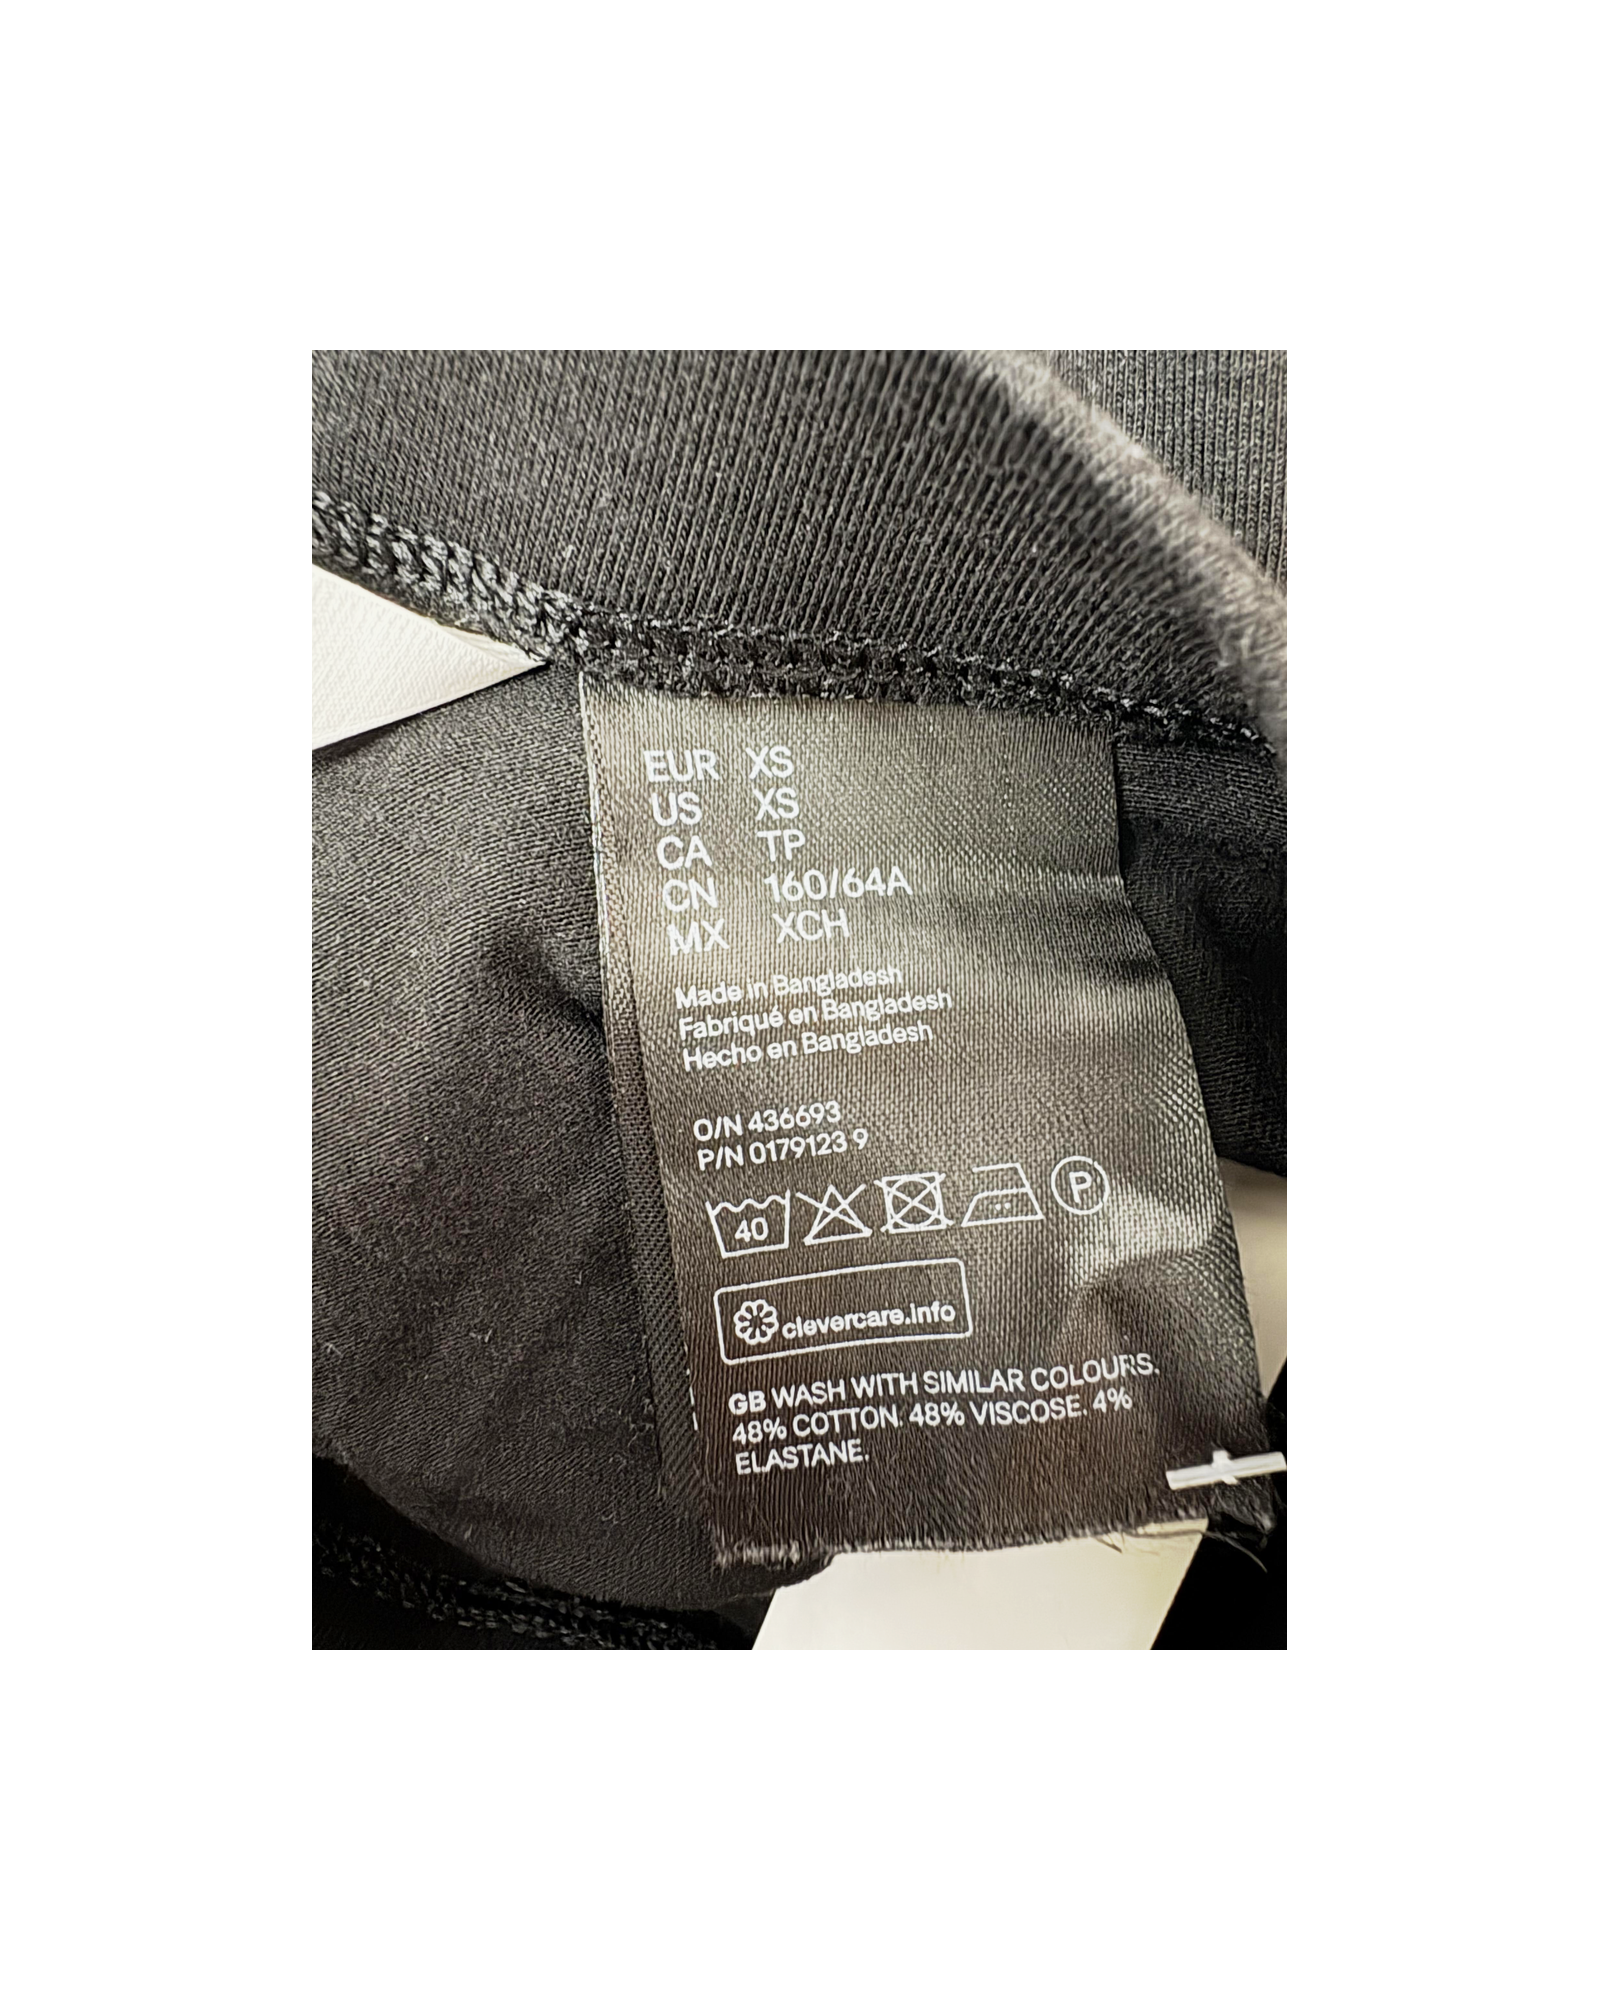 EUR XS
US XS
CA TP
CN 160/64A
MX XCH
Made in Bangladesh
Fabriqué en Bangladesh
Hecho en Bangladesh
O/N 436693
P/N 0179123 9
40 P
clevercare.info
GB WASH WITH SIMILAR COLOURS.
48% COTTON. 48% VISCOSE. 4%
ELASTANE.